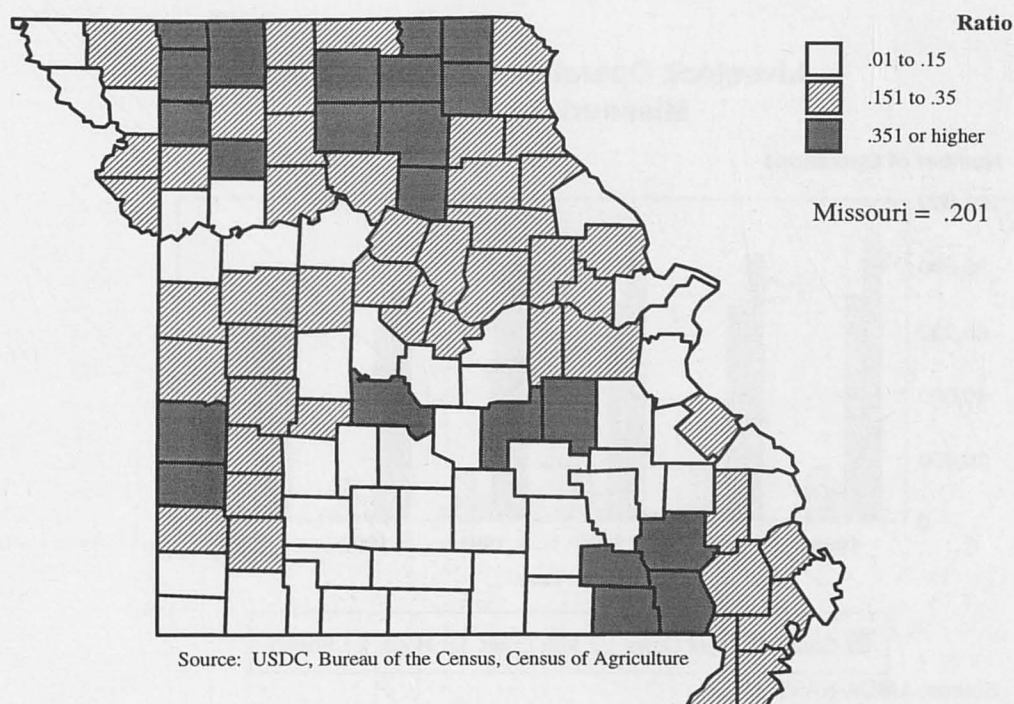 Ratio
.01 to .15
.151 to .35
.351 or higher
Missouri = .201
Source: USDC, Bureau of the Census, Census of Agriculture